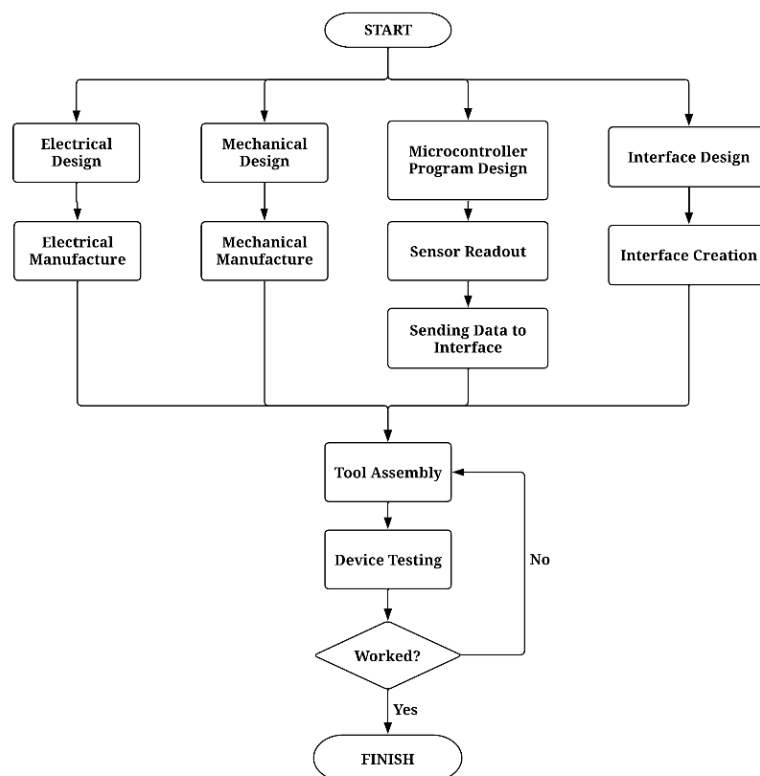 START
Electrical
Design
Mechanical
Design
Microcontroller
Program Design
Interface Design
Electrical
Manufacture
Mechanical
Manufacture
Sensor Readout
Interface Creation
Sending Data to
Interface
Tool Assembly
Device Testing
No
Worked?
Yes
FINISH